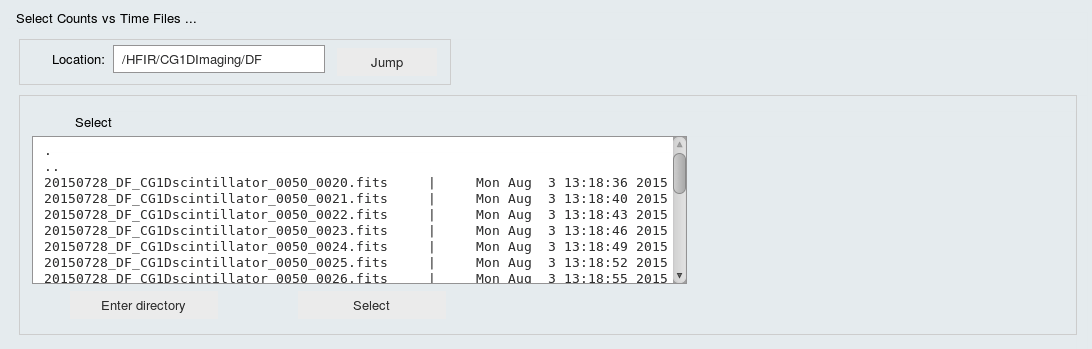 Select Counts vs Time Files ...
Location: /HFIR/CG1DImaging/DF Jump
Select
.
..
20150728_DF_CG1Dscintillator_0050_0020.fits | Mon Aug  3 13:18:36 2015
20150728_DF_CG1Dscintillator_0050_0021.fits | Mon Aug  3 13:18:40 2015
20150728_DF_CG1Dscintillator_0050_0022.fits | Mon Aug  3 13:18:43 2015
20150728_DF_CG1Dscintillator_0050_0023.fits | Mon Aug  3 13:18:46 2015
20150728_DF_CG1Dscintillator_0050_0024.fits | Mon Aug  3 13:18:49 2015
20150728_DF_CG1Dscintillator_0050_0025.fits | Mon Aug  3 13:18:52 2015
20150728_DF_CG1Dscintillator_0050_0026.fits | Mon Aug  3 13:18:55 2015
Enter directory Select